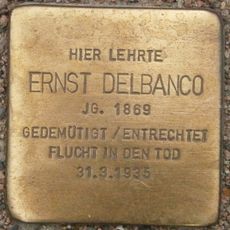 HIER LEHRTE
ERNST DELBANCO
JG. 1869
GEDEMÜTIGT / ENTRECHTET
FLUCHT IN DEN TOD
31.3.1935